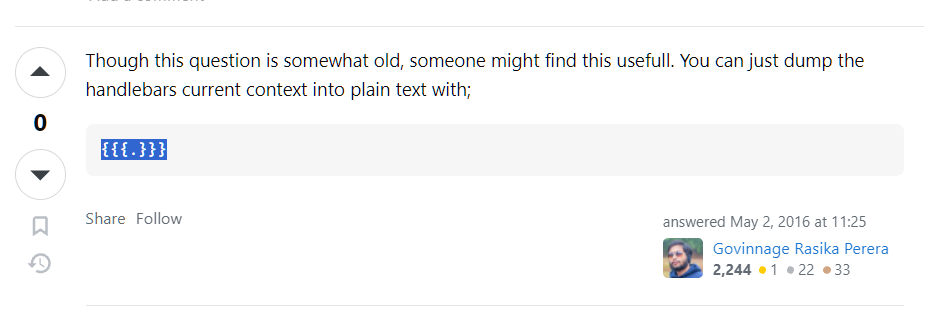 Though this question is somewhat old, someone might find this usefull. You can just dump the
handlebars current context into plain text with;
0
{{{.}}}
Share Follow
answered May 2, 2016 at 11:25
Govinnage Rasika Perera
2,244 1 22 33